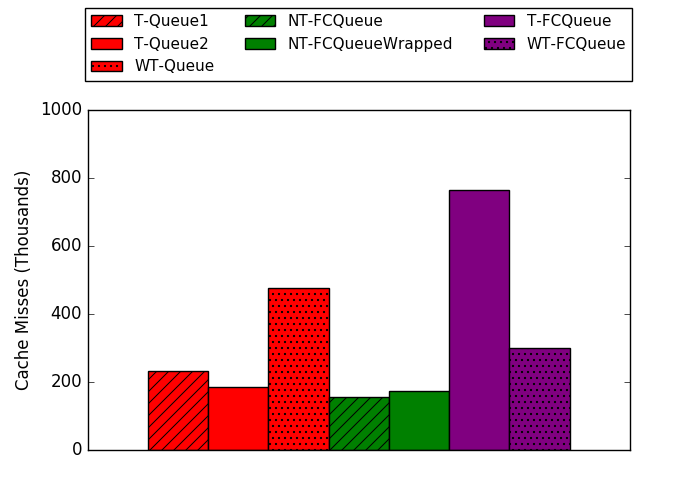 T-Queue1 NT-FCQueue T-FCQueue
T-Queue2 NT-FCQueueWrapped WT-FCQueue
WT-Queue
1000
800
600
400
200
0
Cache Misses (Thousands)